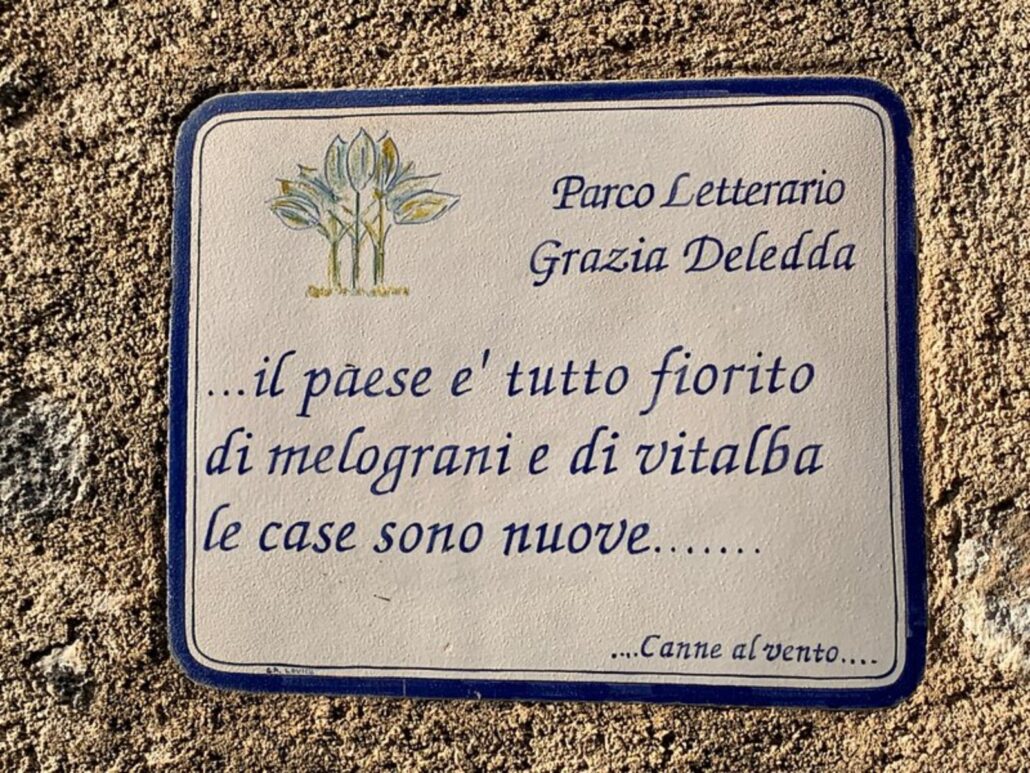 Parco Letterario
Grazia Deledda
...il paese e' tutto fiorito
di melograni e di vitalba
le case sono nuove.......
....Canne al vento....